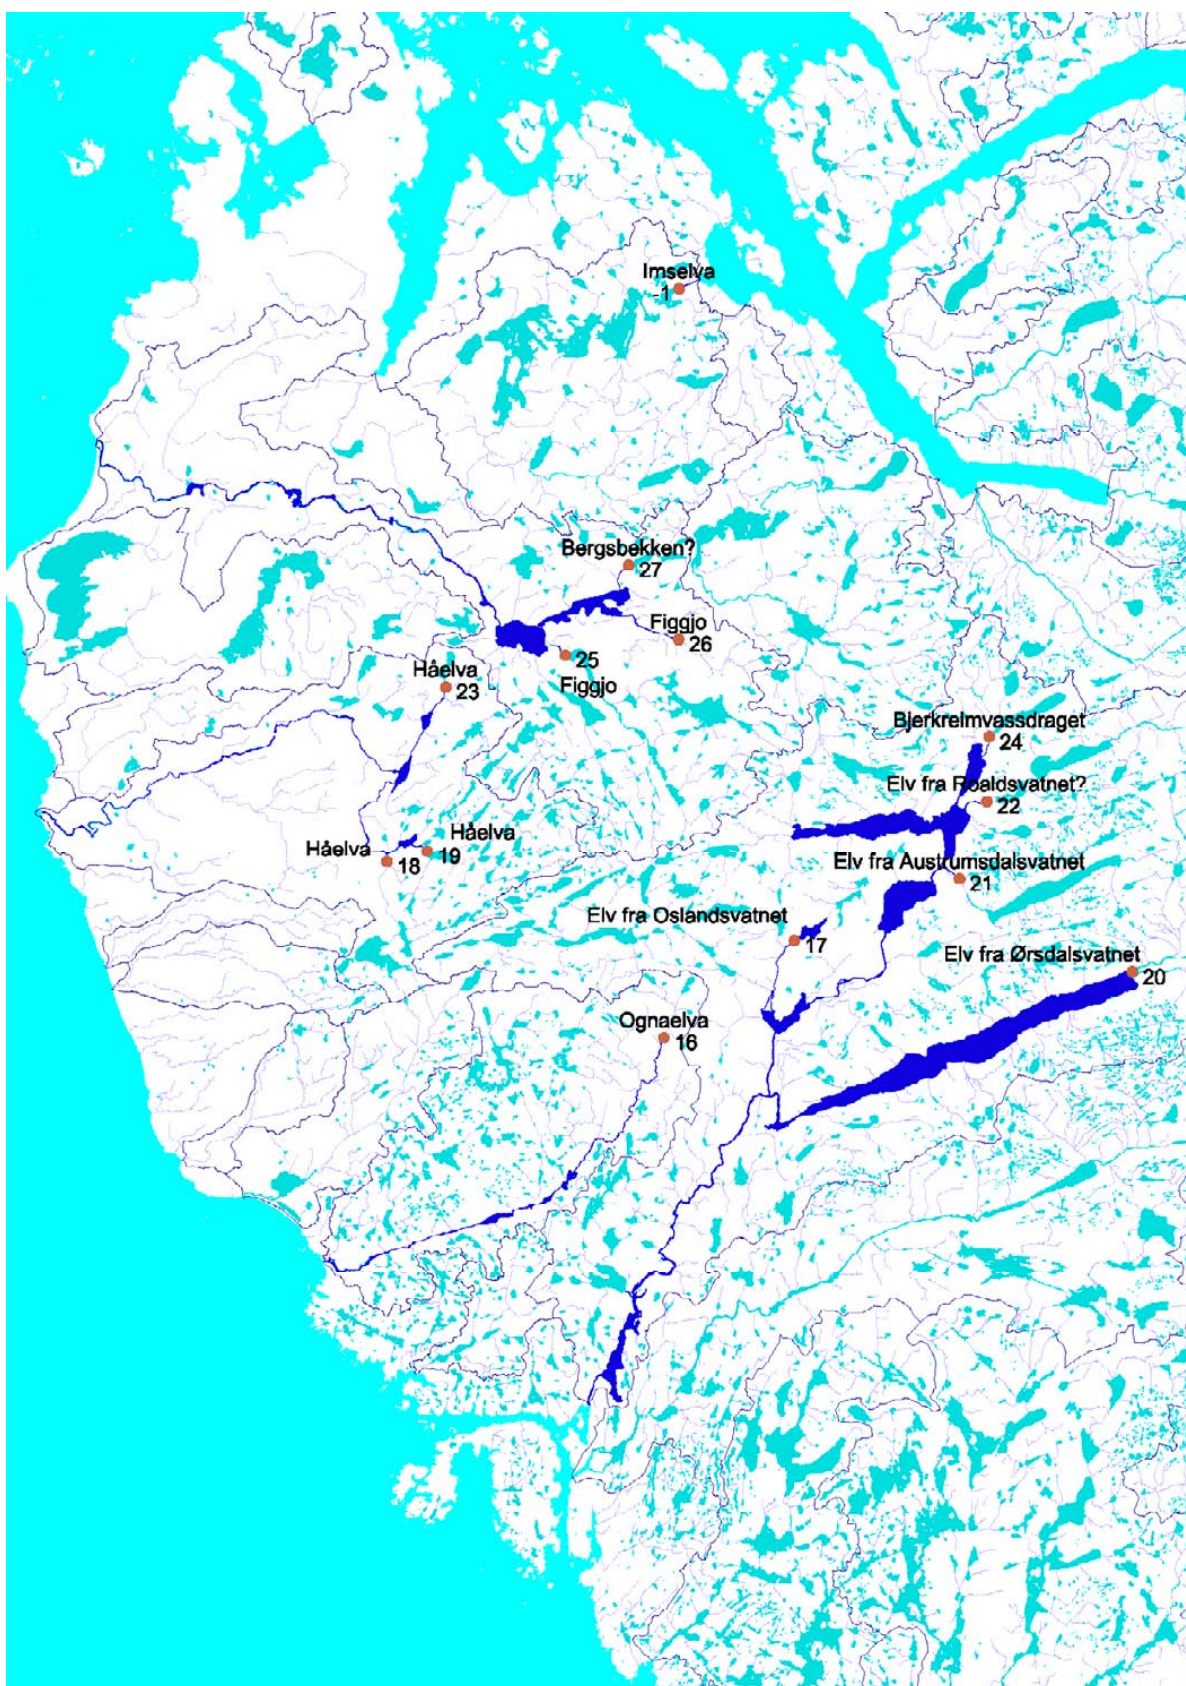 Imselva
-1
Bergsbekken?
27
Figgjo
26
25
Figgjo
Håelva
23
Bjerkreimvassdraget
24
Elv fra Roaldsvatnet?
22
Håelva
19
Håelva
18
Elv fra Austrumsdalsvatnet
21
Elv fra Oslandsvatnet
17
Elv fra Ørsdalsvatnet
20
Ognaelva
16